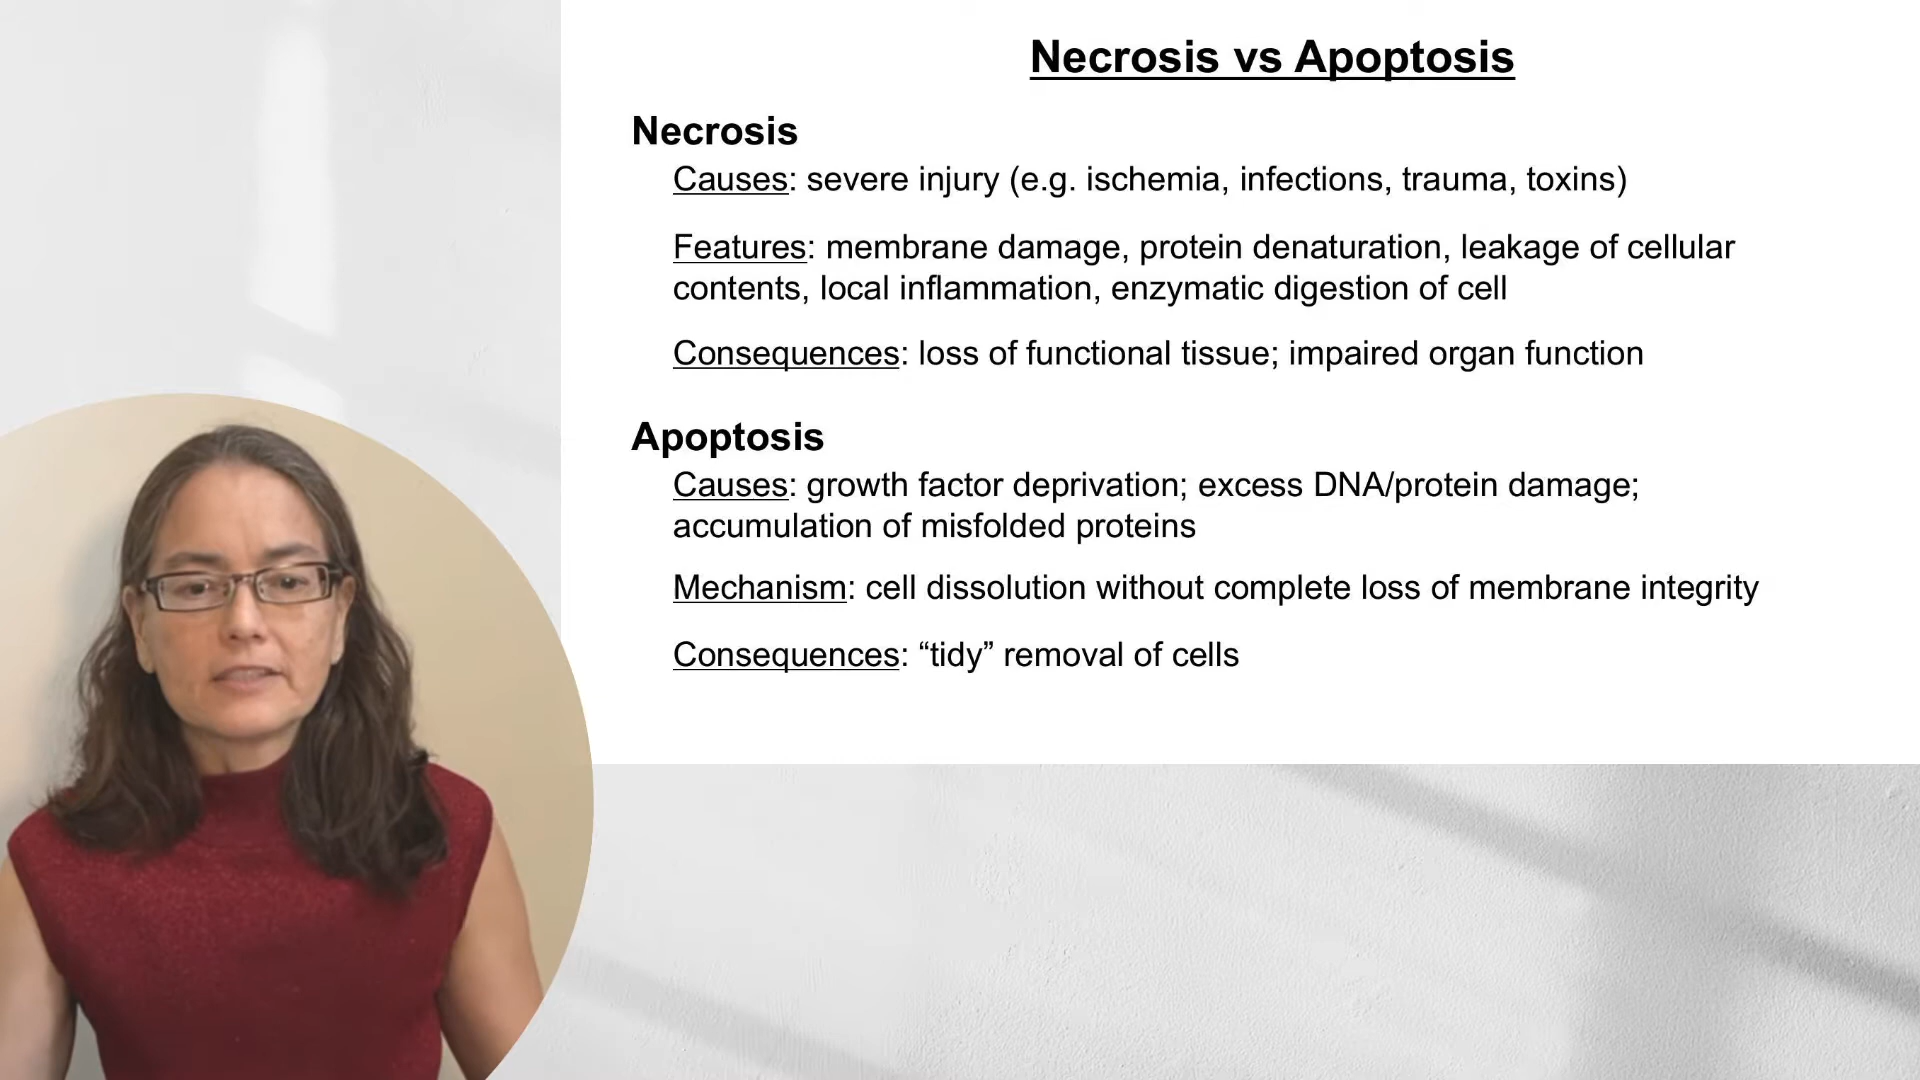 Necrosis vs Apoptosis
Necrosis
Causes: severe injury (e.g. ischemia, infections, trauma, toxins)
Features: membrane damage, protein denaturation, leakage of cellular
contents, local inflammation, enzymatic digestion of cell
Consequences: loss of functional tissue; impaired organ function
Apoptosis
Causes: growth factor deprivation; excess DNA/protein damage;
accumulation of misfolded proteins
Mechanism: cell dissolution without complete loss of membrane integrity
Consequences: “tidy” removal of cells